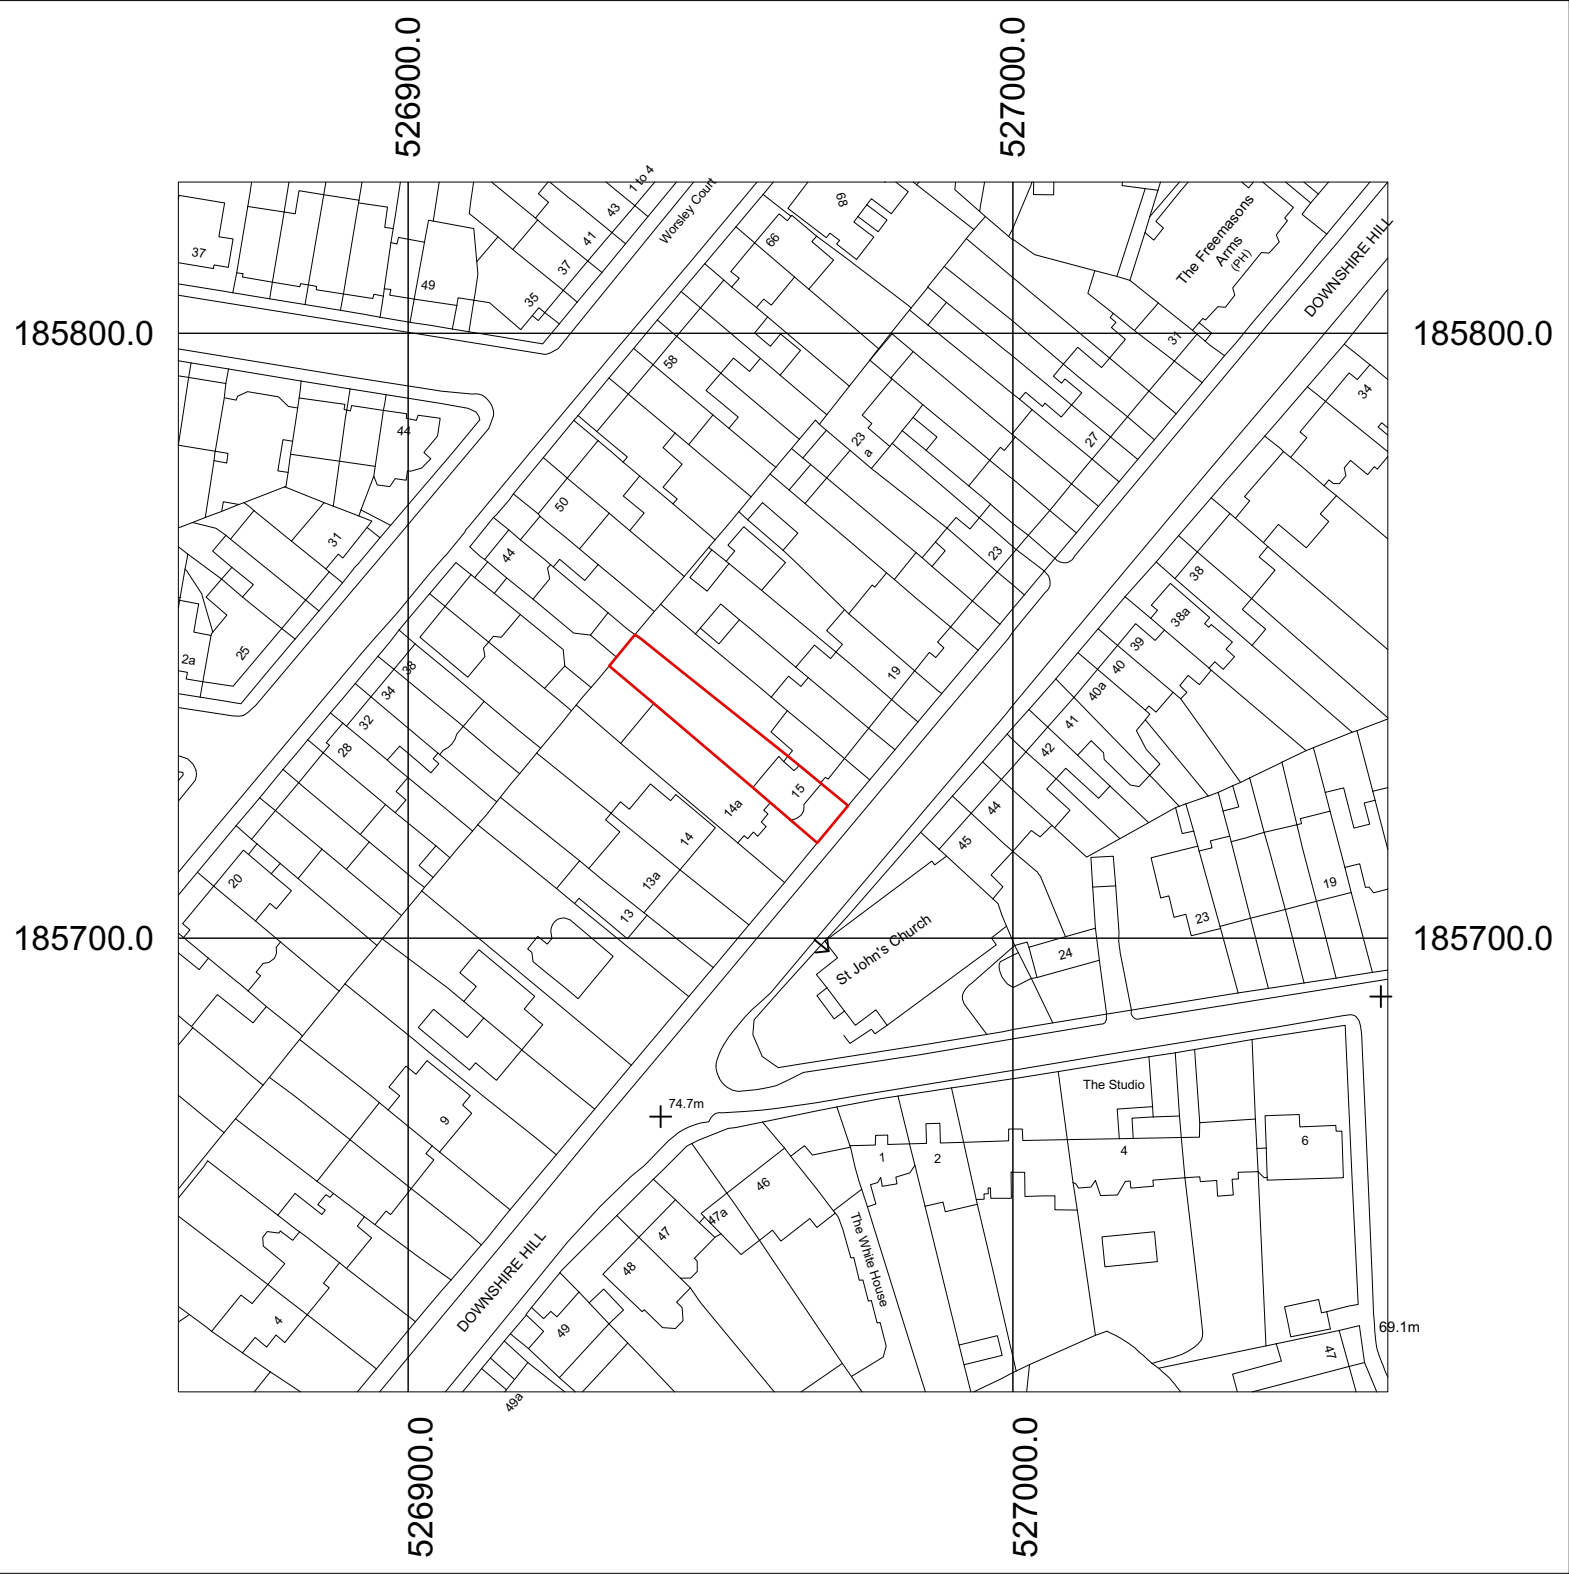 526900.0
527000.0
185800.0
185800.0
185700.0
185700.0
526900.0
527000.0
1 to 4
Worsley Court
43
41
37
35
37
49
68
66
The Freemasons
Arms
(PH)
DOWNSHIRE HILL
31
34
58
44
23
a
27
50
31
44
23
38
38a
39
40
40a
41
42
25
2a
38
34
32
28
19
15
14a
14
13a
13
44
45
20
St John's Church
24
23
19
9
74.7m
The Studio
1
2
4
6
46
47a
47
48
The White House
DOWNSHIRE HILL
4
49
49a
69.1m
47